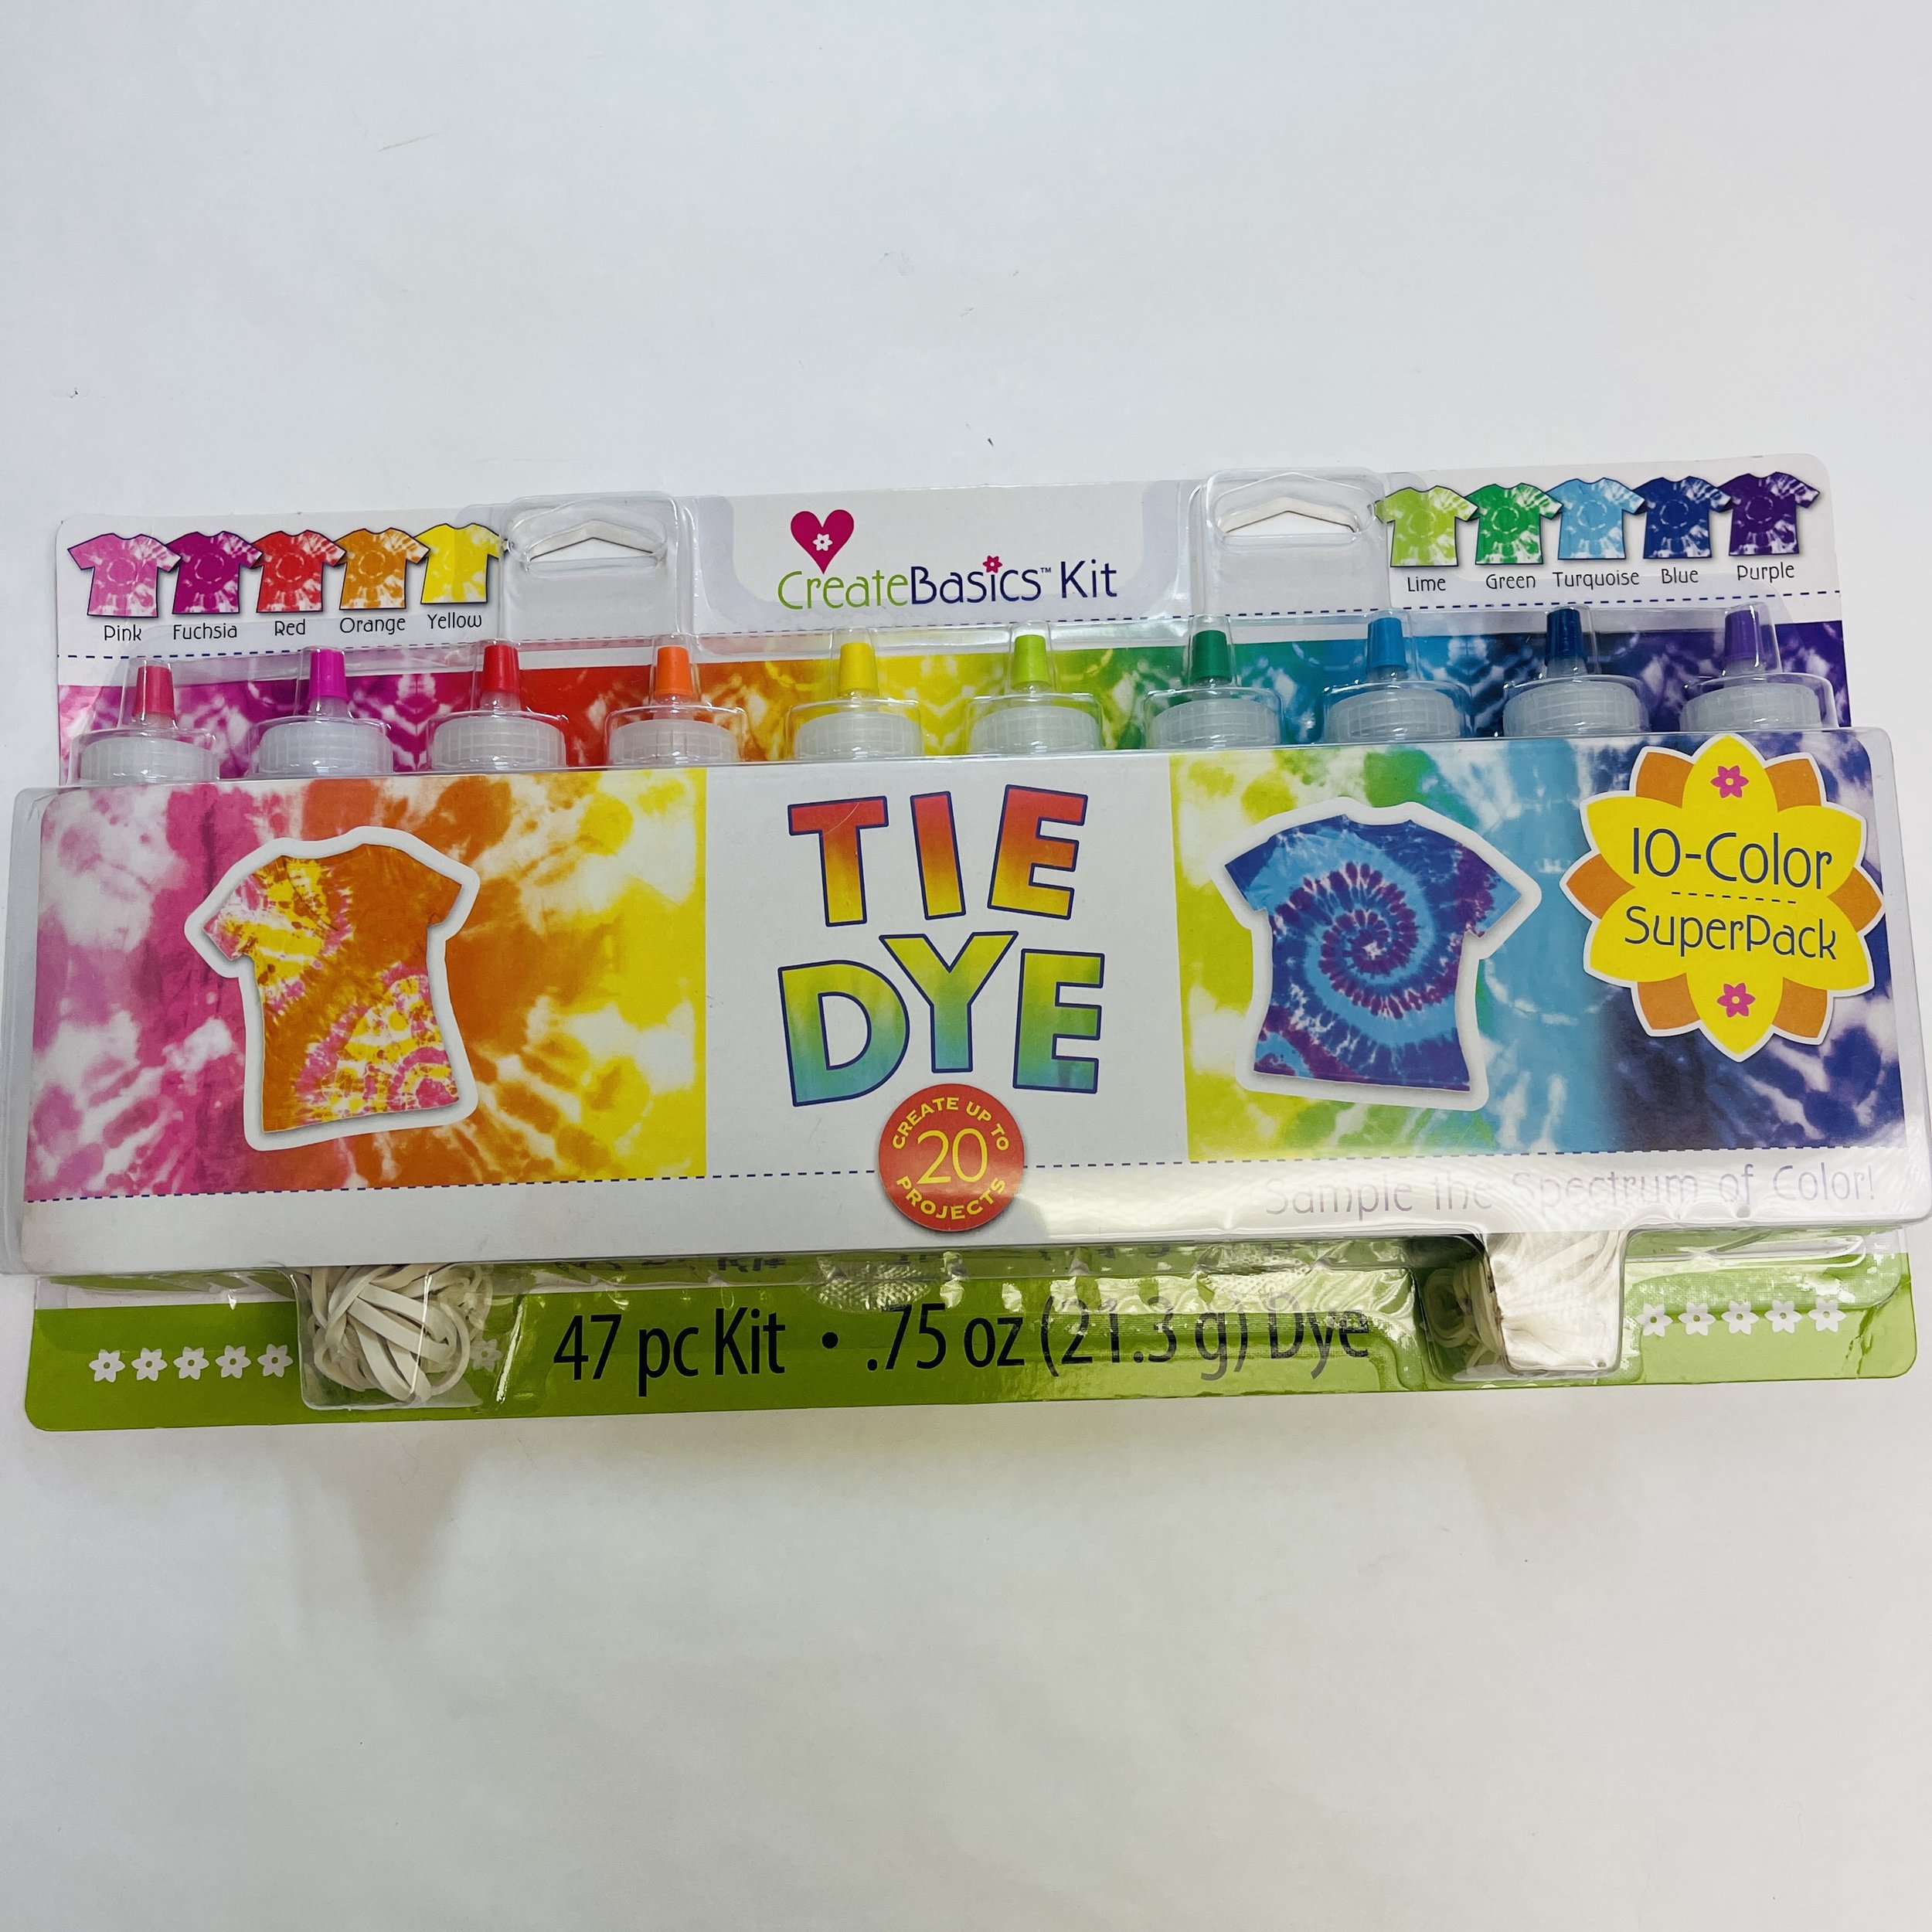 CreateBasics™ Kit
Pink
Fuchsia
Red
Orange
Yellow
Lime
Green
Turquoise
Blue
Purple
TIE
DYE
10-Color
SuperPack
CREATE UP TO
20
PROJECTS
Sample the Spectrum of Color!
47 pc Kit • .75 oz (21.3 g) Dye